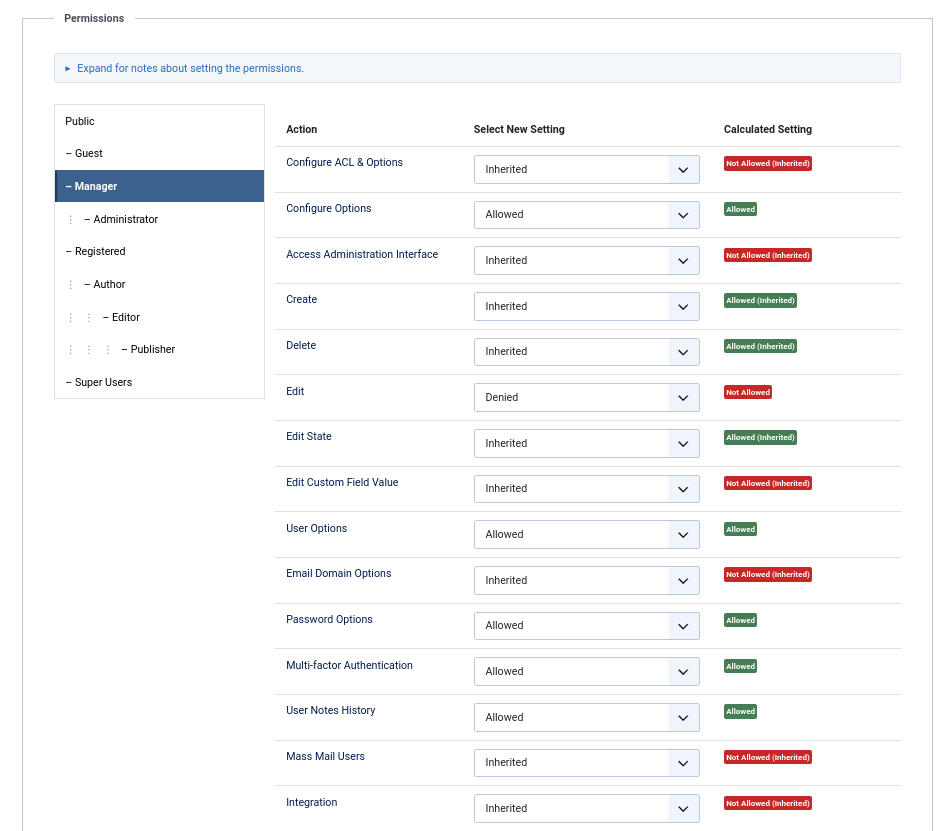 Permissions
► Expand for notes about setting the permissions.
Public
– Guest
– Manager
⋮ – Administrator
– Registered
⋮ – Author
⋮ ⋮ – Editor
⋮ ⋮ ⋮ – Publisher
– Super Users
Action Select New Setting Calculated Setting
Configure ACL & Options Inherited Not Allowed (Inherited)
Configure Options Allowed Allowed
Access Administration Interface Inherited Not Allowed (Inherited)
Create Inherited Allowed (Inherited)
Delete Inherited Allowed (Inherited)
Edit Denied Not Allowed
Edit State Inherited Allowed (Inherited)
Edit Custom Field Value Inherited Not Allowed (Inherited)
User Options Allowed Allowed
Email Domain Options Inherited Not Allowed (Inherited)
Password Options Allowed Allowed
Multi-factor Authentication Allowed Allowed
User Notes History Allowed Allowed
Mass Mail Users Inherited Not Allowed (Inherited)
Integration Inherited Not Allowed (Inherited)